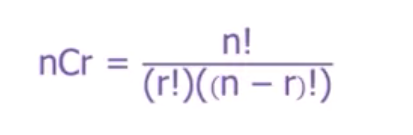 nCr = n! / (r!)((n – r)!)